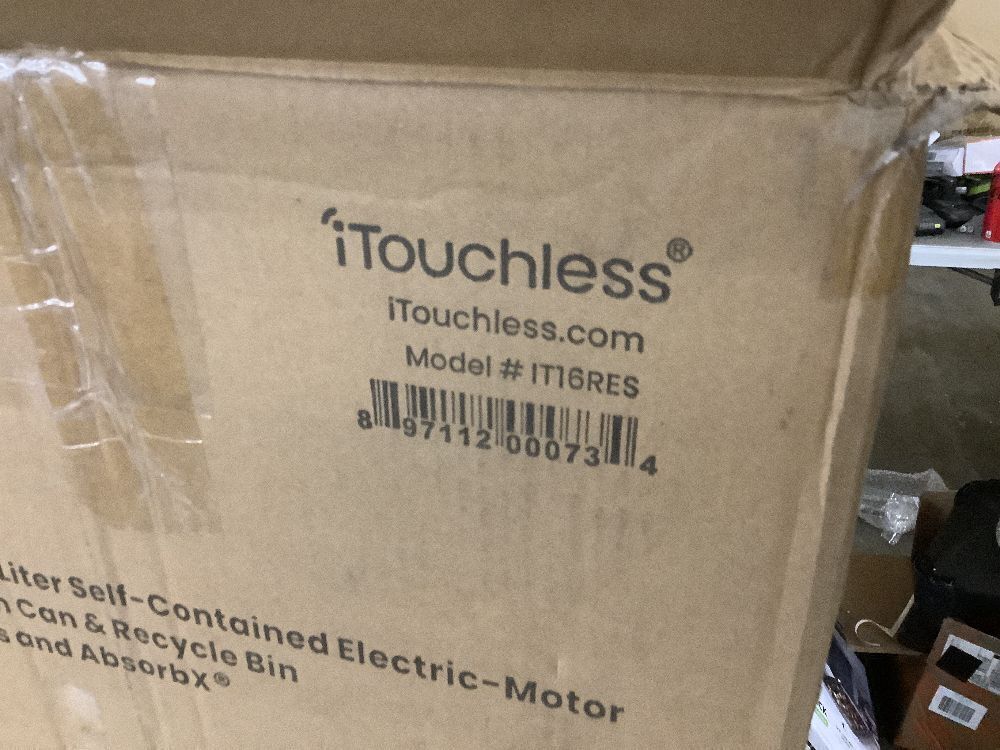 iTouchless®
iTouchless.com
Model # IT16RES
8 97112 00073 4
Liter Self-Contained Electric-Motor
Can & Recycle Bin
and AbsorbX®